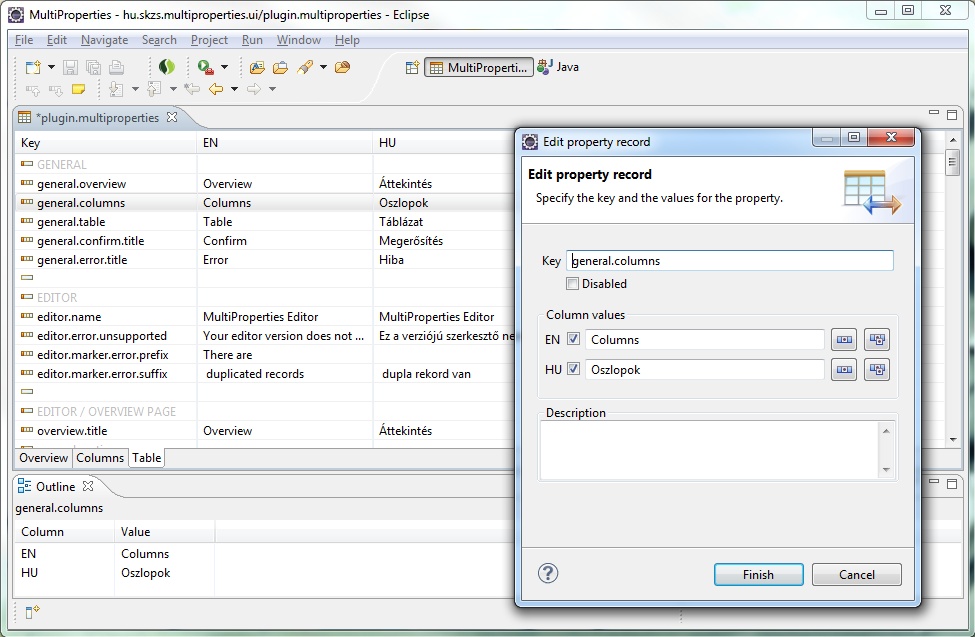 MultiProperties - hu.skzs.multiproperties.ui/plugin.multiproperties - Eclipse
File Edit Navigate Search Project Run Window Help
MultiProperti... Java
*plugin.multiproperties
Key EN HU
GENERAL
general.overview Overview Áttekintés
general.columns Columns Oszlopok
general.table Table Táblázat
general.confirm.title Confirm Megerősítés
general.error.title Error Hiba
EDITOR
editor.name MultiProperties Editor MultiProperties Editor
editor.error.unsupported Your editor version does not ... Ez a verziójú szerkesztő ne
editor.marker.error.prefix There are
editor.marker.error.suffix duplicated records dupla rekord van
EDITOR / OVERVIEW PAGE
overview.title Overview Áttekintés
Overview Columns Table
Outline
general.columns
Column Value
EN Columns
HU Oszlopok
Edit property record
Edit property record
Specify the key and the values for the property.
Key general.columns
Disabled
Column values
EN Columns
HU Oszlopok
Description
? Finish Cancel